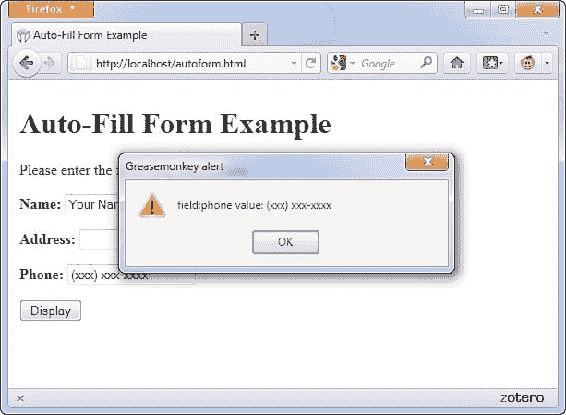 Firefox
Auto-Fill Form Example
http://localhost/autoform.html
Google
Auto-Fill Form Example
Please enter the
Greasemonkey alert
field:phone value: (xxx) xxx-xxxx
OK
Name: Your Nam
Address:
Phone: (xxx) xxx-xxxx
Display
zotero